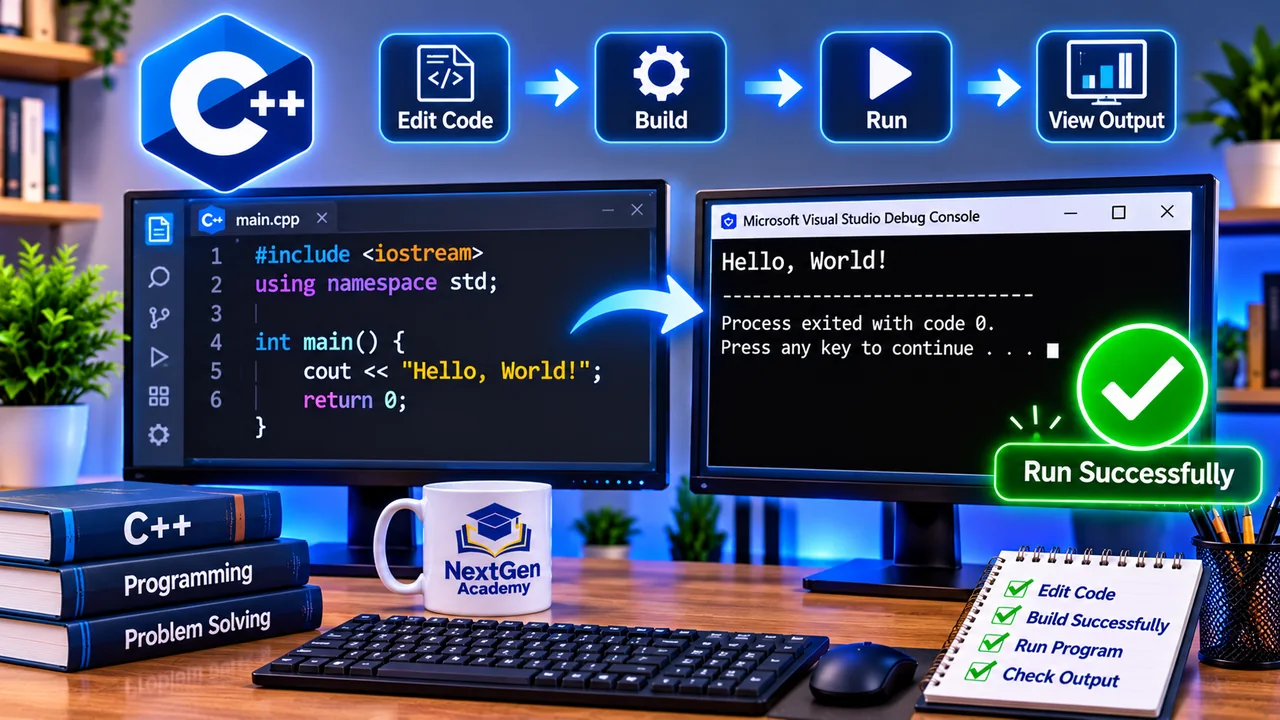 C++
Edit Code
Build
Run
View Output
C++ main.cpp
1 #include <iostream>
2 using namespace std;
3
4 int main() {
5 cout << "Hello, World!";
6 return 0;
}
Microsoft Visual Studio Debug Console
Hello, World!
-------------------------------
Process exited with code 0.
Press any key to continue . . .
Run Successfully
C++
Programming
Problem Solving
NextGen
Academy
Edit Code
Build Successfully
Run Program
Check Output